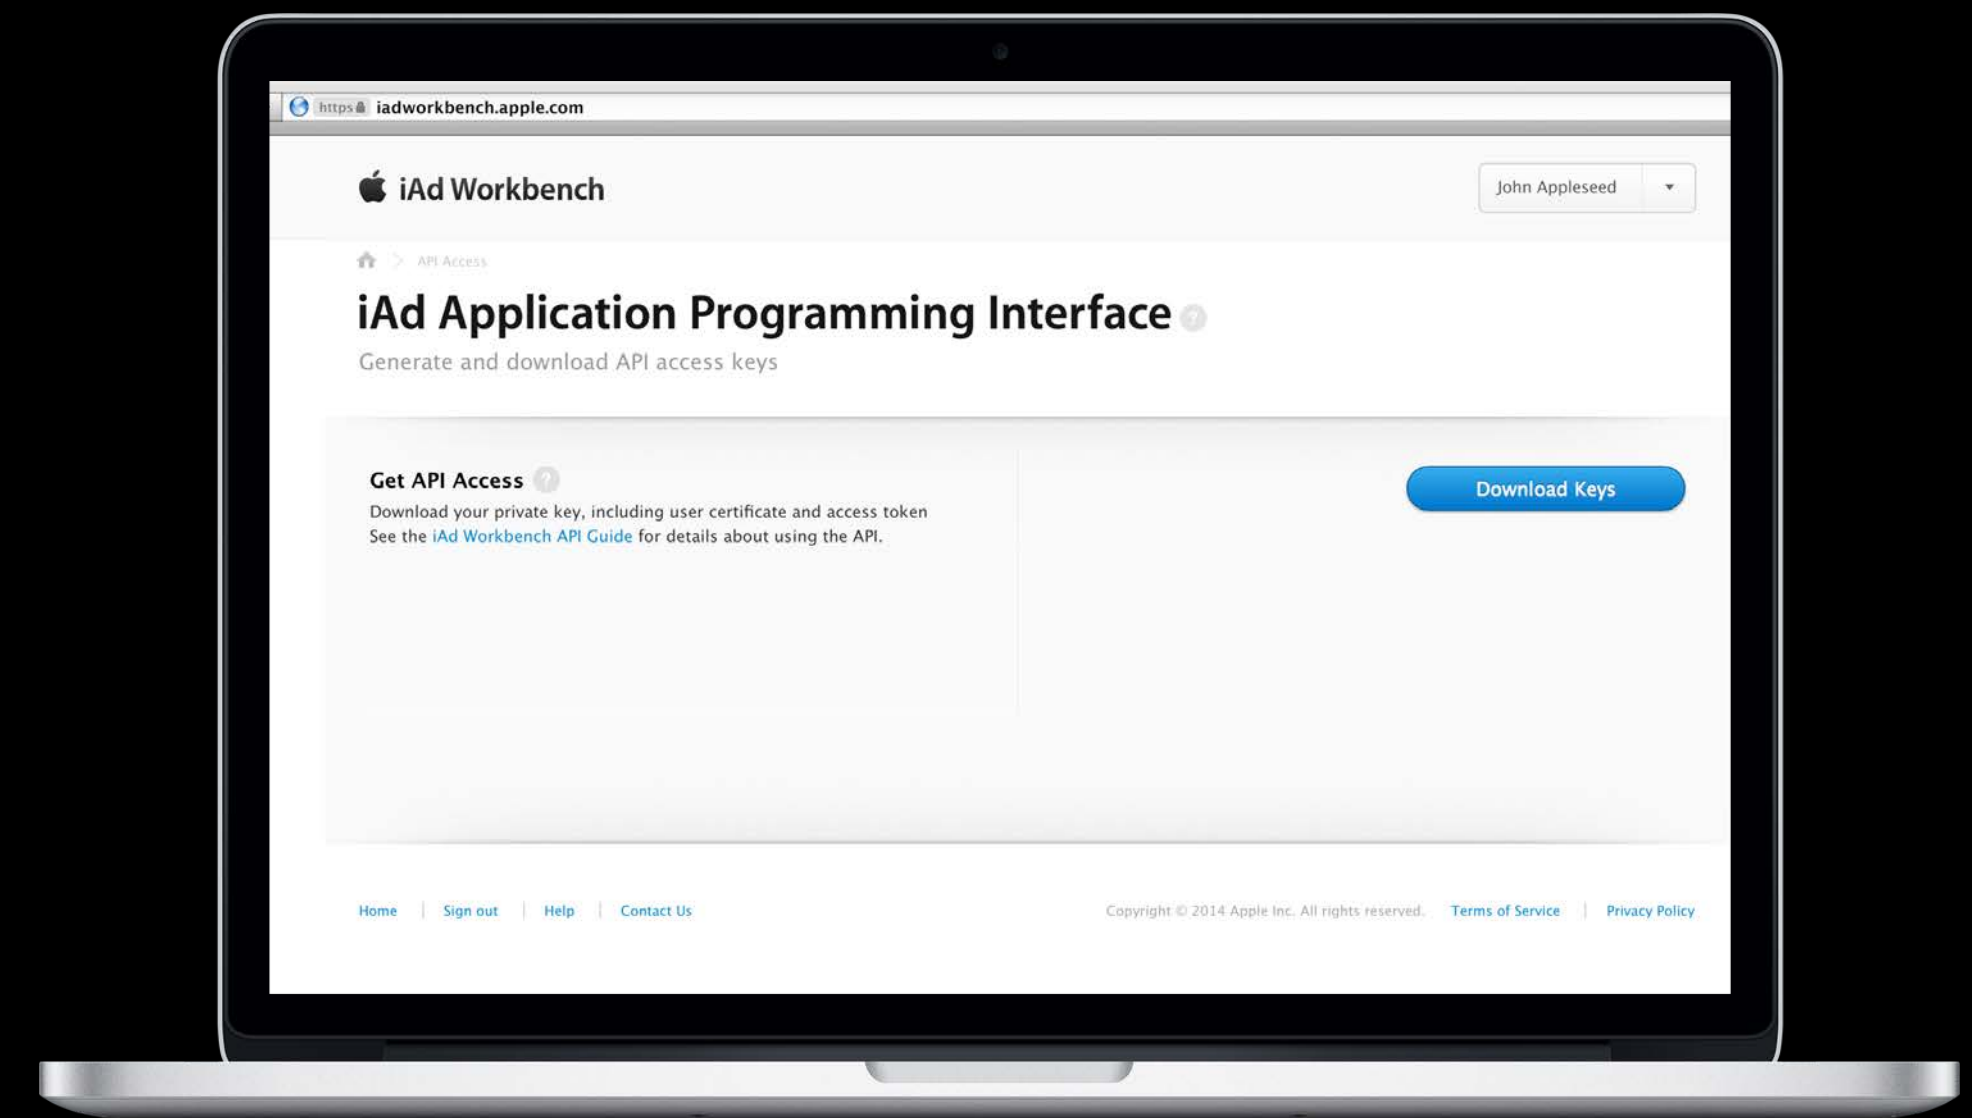 https iadworkbench.apple.com
iAd Workbench
John Appleseed
API Access
iAd Application Programming Interface ?
Generate and download API access keys
Get API Access ?
Download Keys
Download your private key, including user certificate and access token
See the iAd Workbench API Guide for details about using the API.
Home | Sign out | Help | Contact Us
Copyright © 2014 Apple Inc. All rights reserved. Terms of Service | Privacy Policy